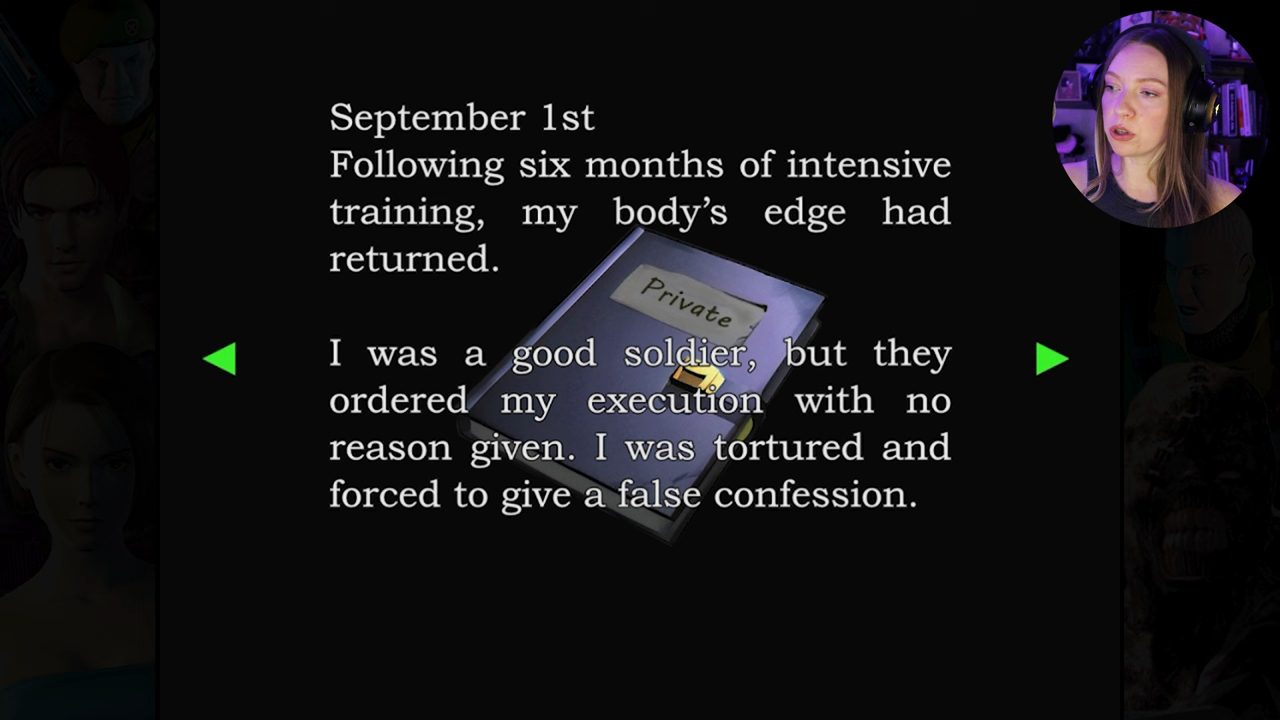 September 1st
Following six months of intensive
training, my body’s edge had
returned.
Private
I was a good soldier, but they
ordered my execution with no
reason given. I was tortured and
forced to give a false confession.